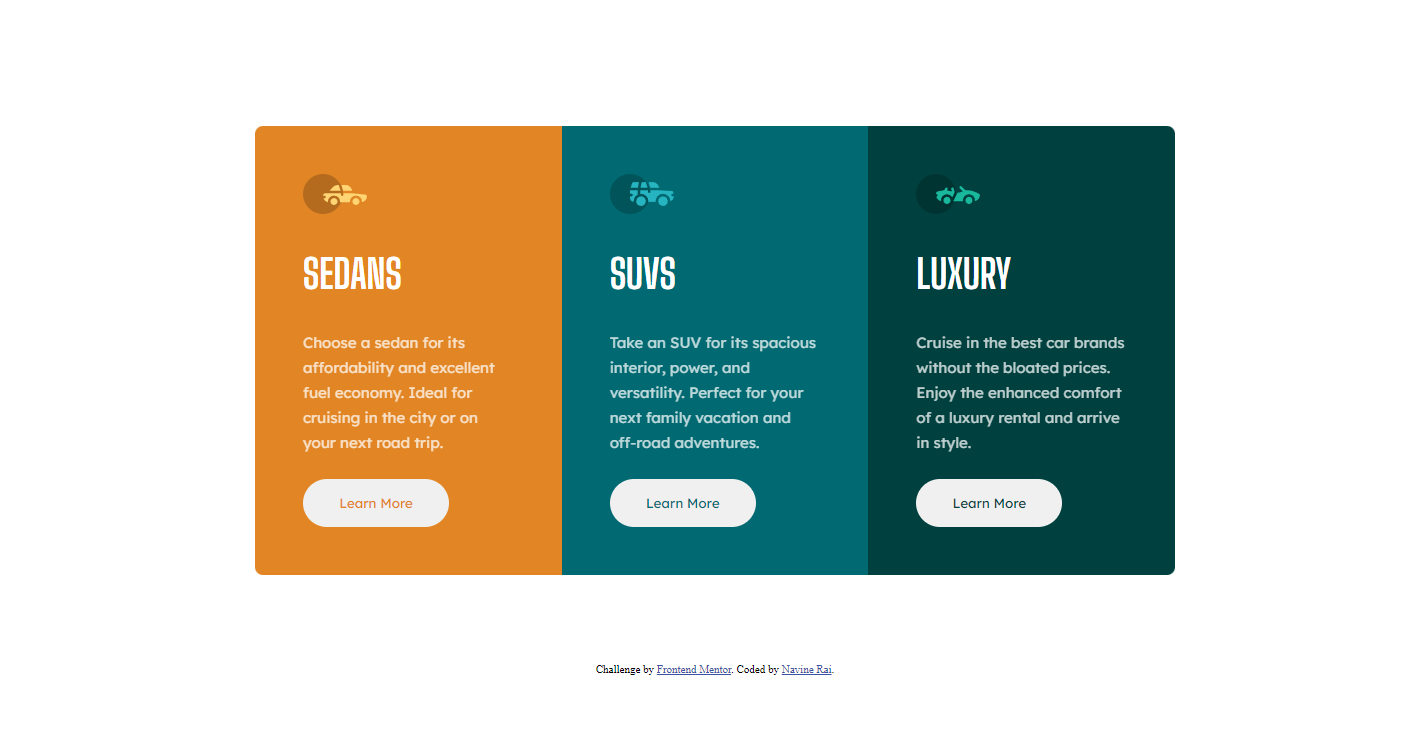 SEDANS
Choose a sedan for its
affordability and excellent
fuel economy. Ideal for
cruising in the city or on
your next road trip.
Learn More
SUVS
Take an SUV for its spacious
interior, power, and
versatility. Perfect for your
next family vacation and
off-road adventures.
Learn More
LUXURY
Cruise in the best car brands
without the bloated prices.
Enjoy the enhanced comfort
of a luxury rental and arrive
in style.
Learn More
Challenge by Frontend Mentor. Coded by Navine Rai.